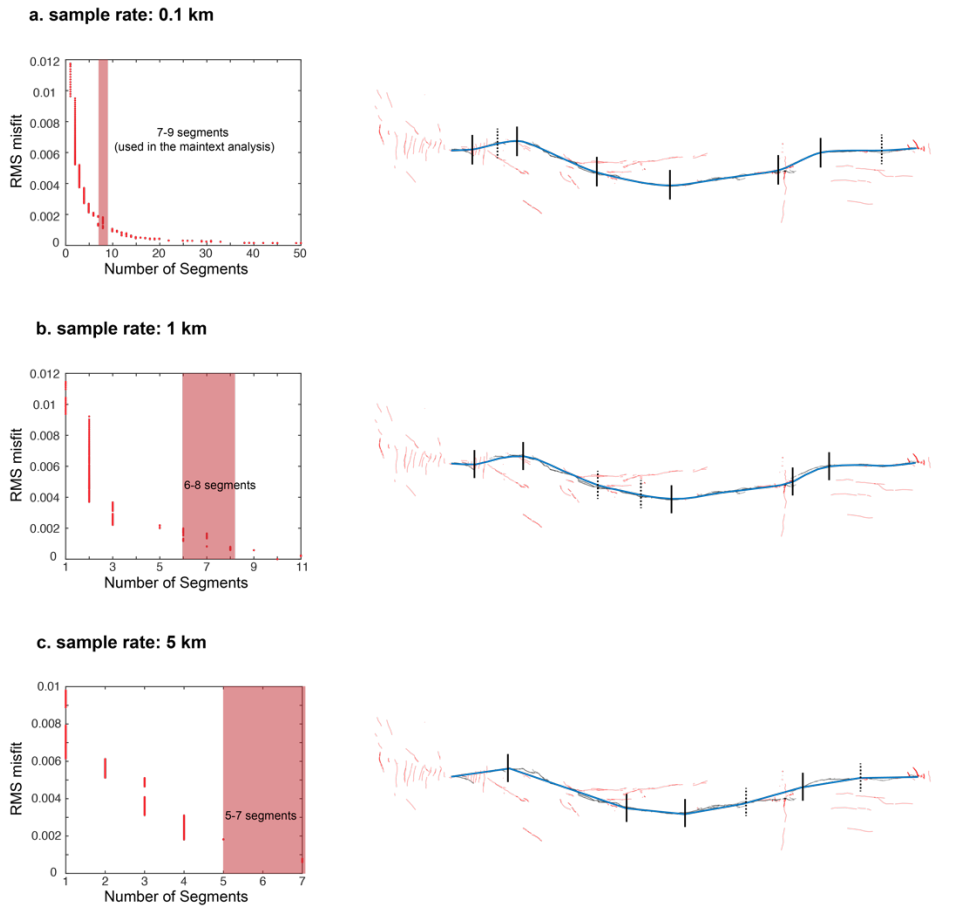 a. sample rate: 0.1 km
0.012
0.01
0.008
0.006
0.004
0.002
0
RMS misfit
7-9 segments
(used in the maintext analysis)
0 10 20 30 40 50
Number of Segments
b. sample rate: 1 km
0.012
0.01
0.008
0.006
0.004
0.002
0
RMS misfit
6-8 segments
1 3 5 7 9 11
Number of Segments
c. sample rate: 5 km
0.01
0.008
0.006
0.004
0.002
0
RMS misfit
5-7 segments
1 2 3 4 5 6 7
Number of Segments